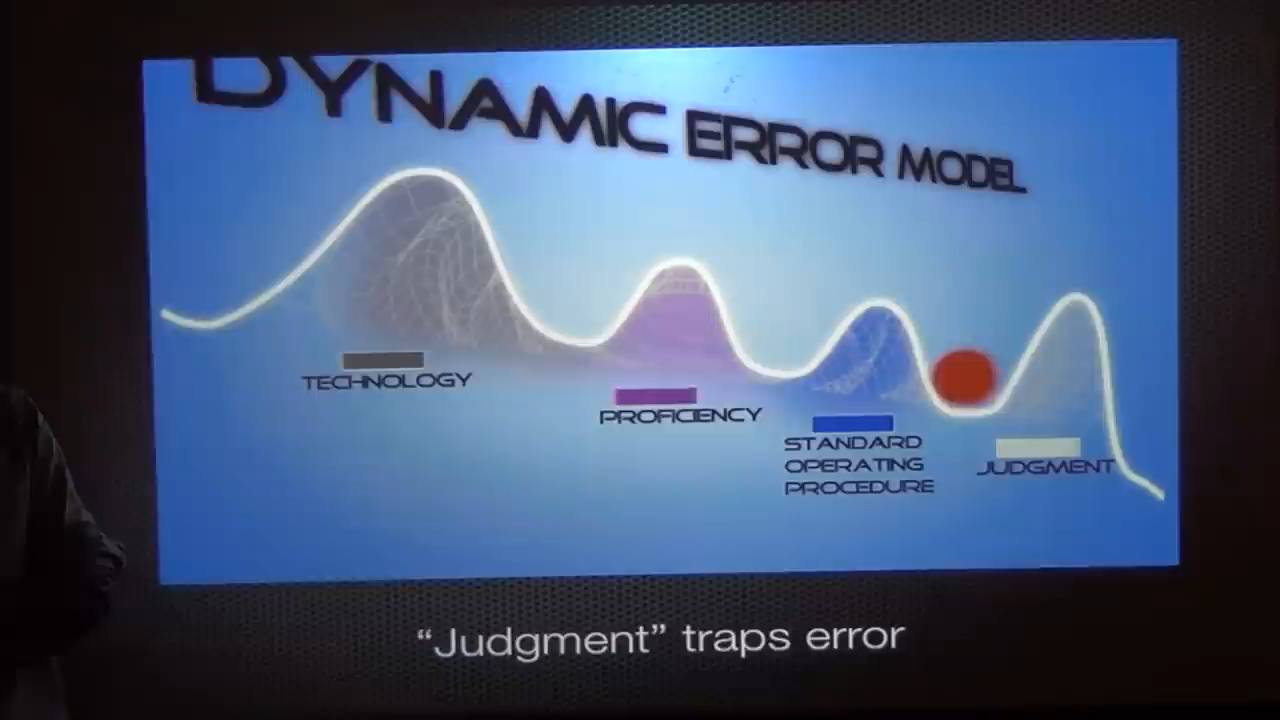 DYNAMIC ERROR MODEL
TECHNOLOGY
PROFICIENCY
STANDARD
OPERATING
PROCEDURE
JUDGMENT
“Judgment” traps error